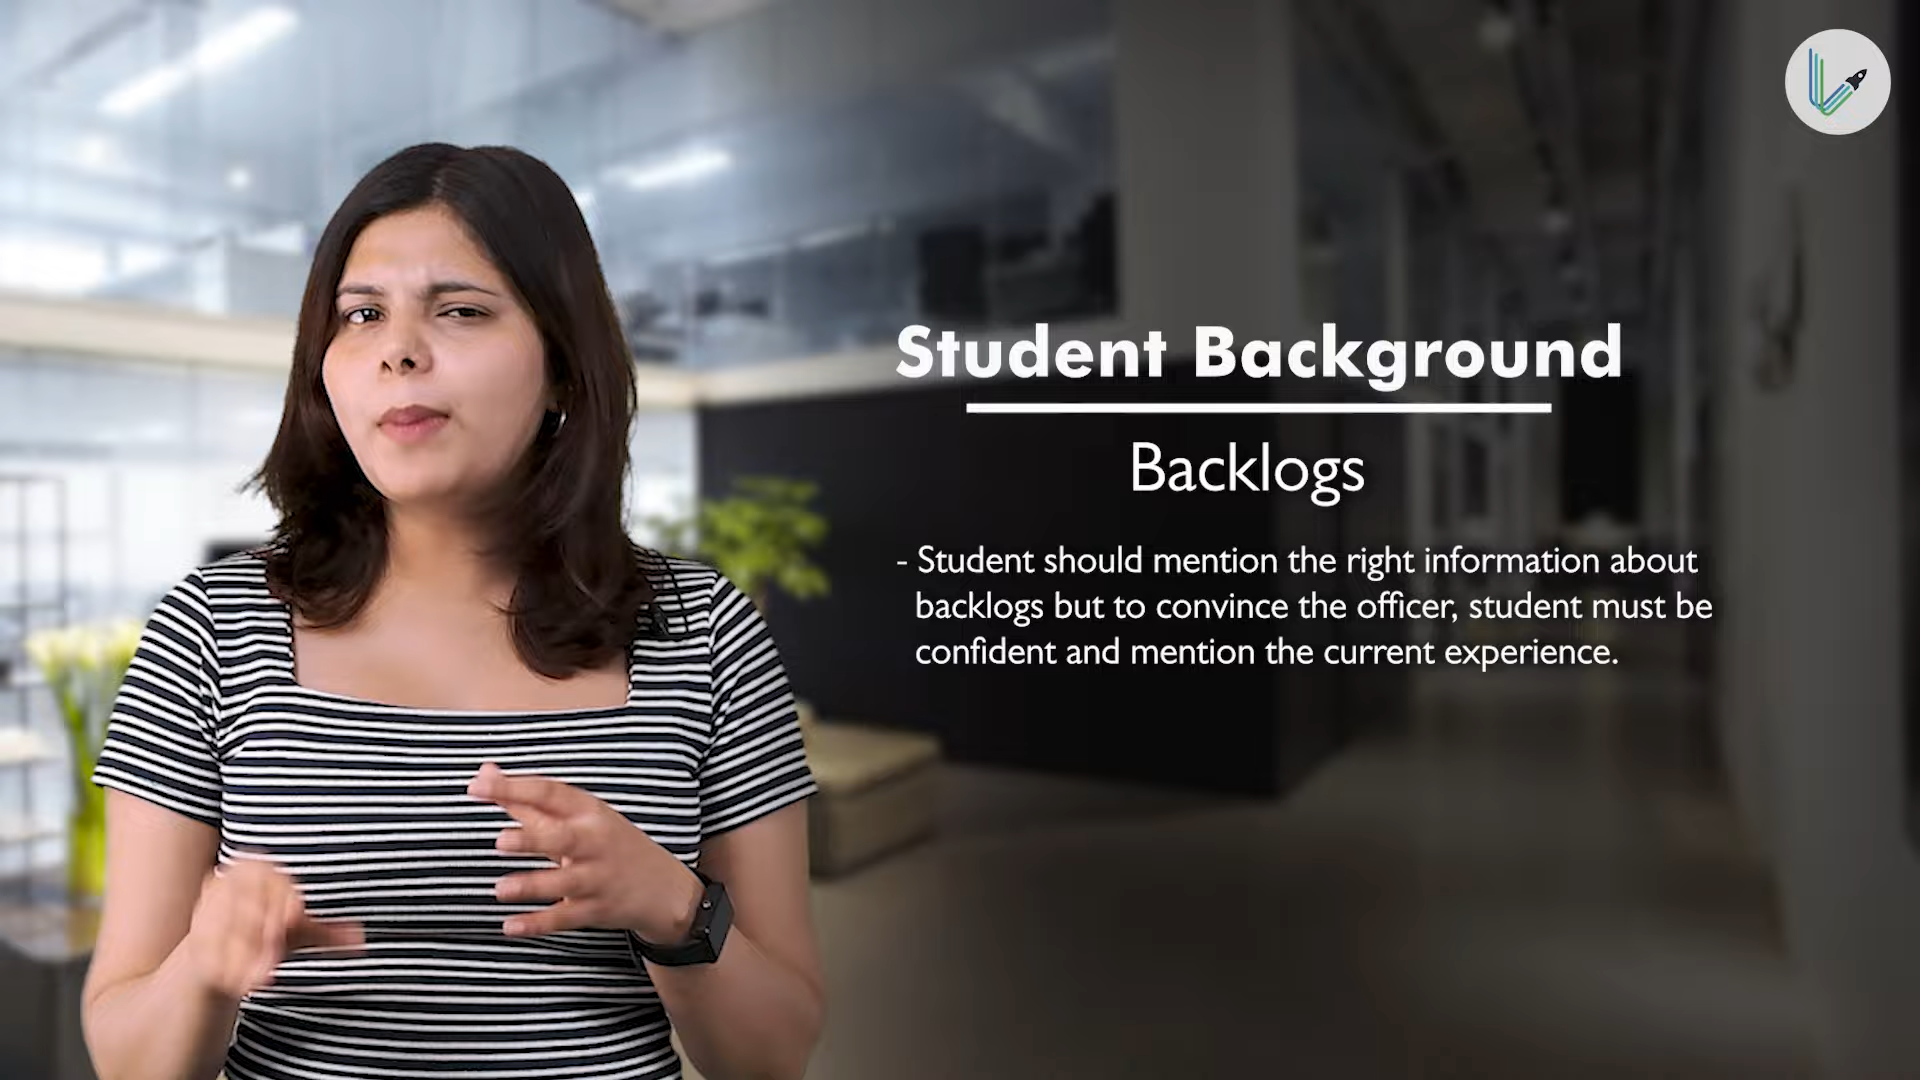 Student Background
Backlogs
- Student should mention the right information about
backlogs but to convince the officer, student must be
confident and mention the current experience.